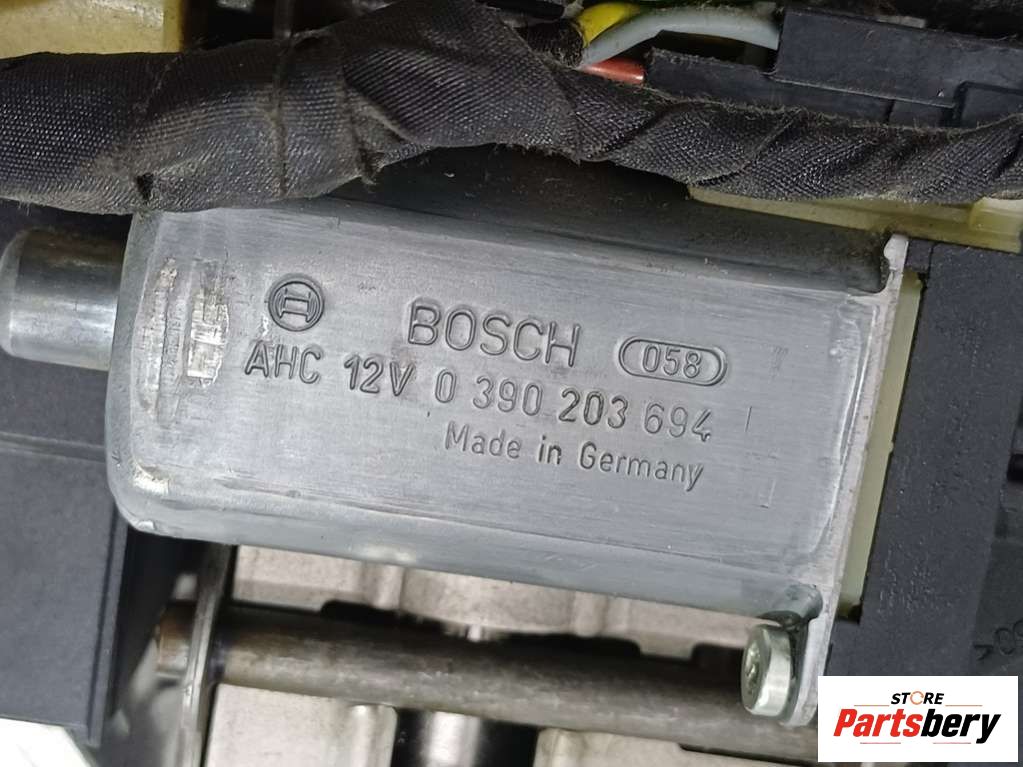 BOSCH 058
AHC 12V 0 390 203 694
Made in Germany
STORE
Partsbery